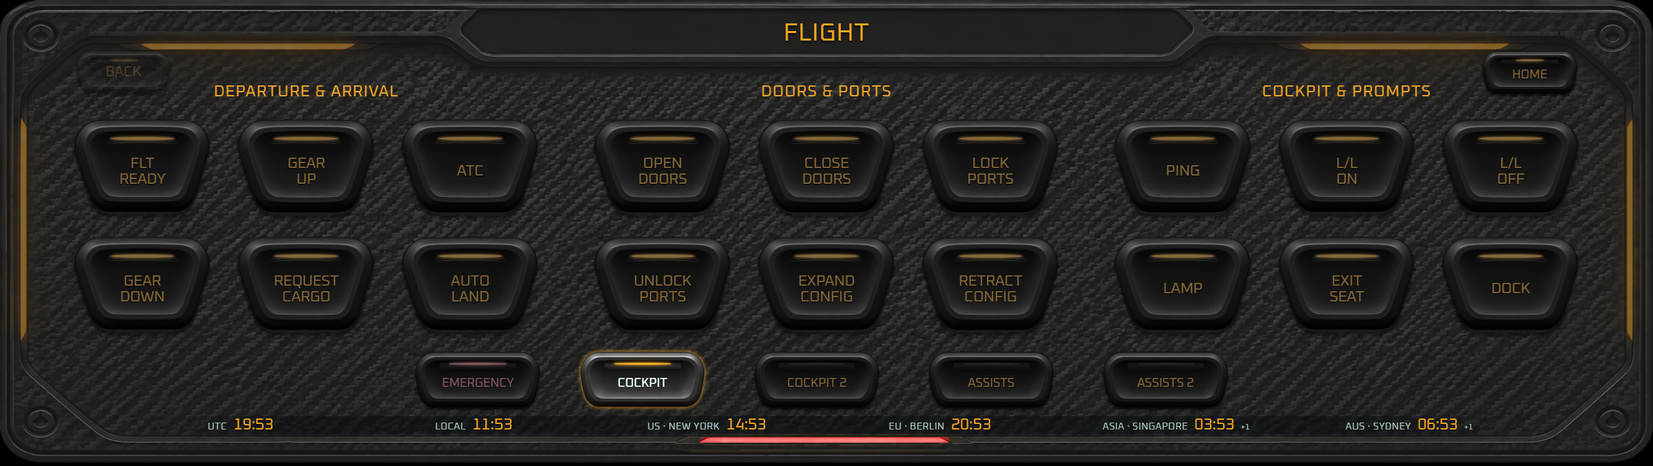 FLIGHT
BACK
HOME
DEPARTURE & ARRIVAL
DOORS & PORTS
COCKPIT & PROMPTS
FLT
READY
GEAR
UP
ATC
OPEN
DOORS
CLOSE
DOORS
LOCK
PORTS
PING
L/L
ON
L/L
OFF
GEAR
DOWN
REQUEST
CARGO
AUTO
LAND
UNLOCK
PORTS
EXPAND
CONFIG
RETRACT
CONFIG
LAMP
EXIT
SEAT
DOCK
EMERGENCY
COCKPIT
COCKPIT 2
ASSISTS
ASSISTS 2
UTC 19:53
LOCAL 11:53
US · NEW YORK 14:53
EU · BERLIN 20:53
ASIA · SINGAPORE 03:53 +1
AUS · SYDNEY 06:53 +1